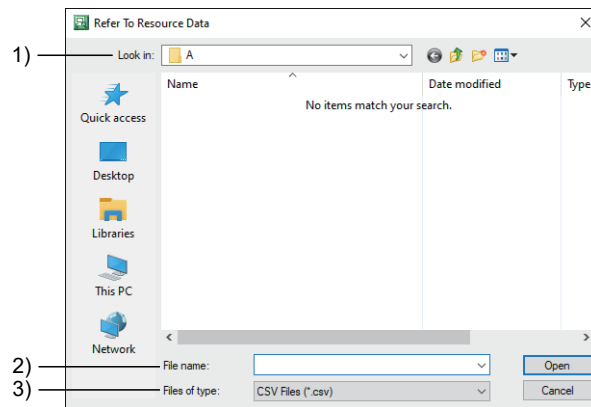 Refer To Resource Data
1) Look in: A
Name Date modified Type
No items match your search.
Quick access
Desktop
Libraries
This PC
Network
2) File name: Open
3) Files of type: CSV Files (*.csv) Cancel